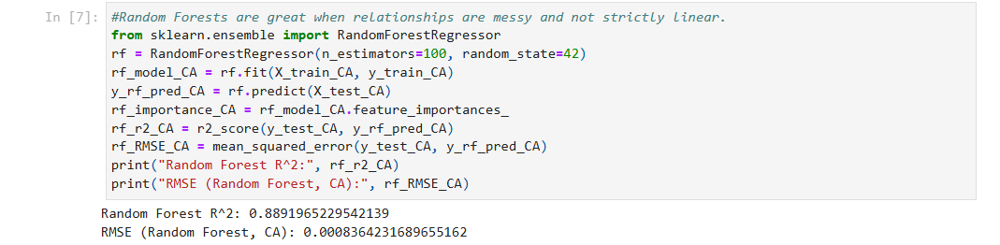 In [7]: #Random Forests are great when relationships are messy and not strictly linear.
from sklearn.ensemble import RandomForestRegressor
rf = RandomForestRegressor(n_estimators=100, random_state=42)
rf_model_CA = rf.fit(X_train_CA, y_train_CA)
y_rf_pred_CA = rf.predict(X_test_CA)
rf_importance_CA = rf_model_CA.feature_importances_
rf_r2_CA = r2_score(y_test_CA, y_rf_pred_CA)
rf_RMSE_CA = mean_squared_error(y_test_CA, y_rf_pred_CA)
print("Random Forest R^2:", rf_r2_CA)
print("RMSE (Random Forest, CA):", rf_RMSE_CA)
Random Forest R^2: 0.8891965229542139
RMSE (Random Forest, CA): 0.0008364231689655162